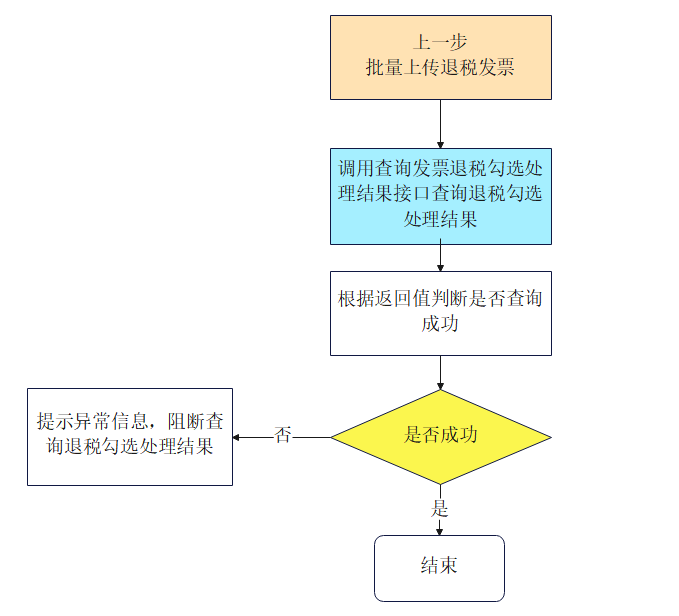 上一步
批量上传退税发票
调用查询发票退税勾选处
理结果接口查询退税勾选
处理结果
根据返回值判断是否查询
成功
是否成功
否
提示异常信息，阻断查
询退税勾选处理结果
是
结束